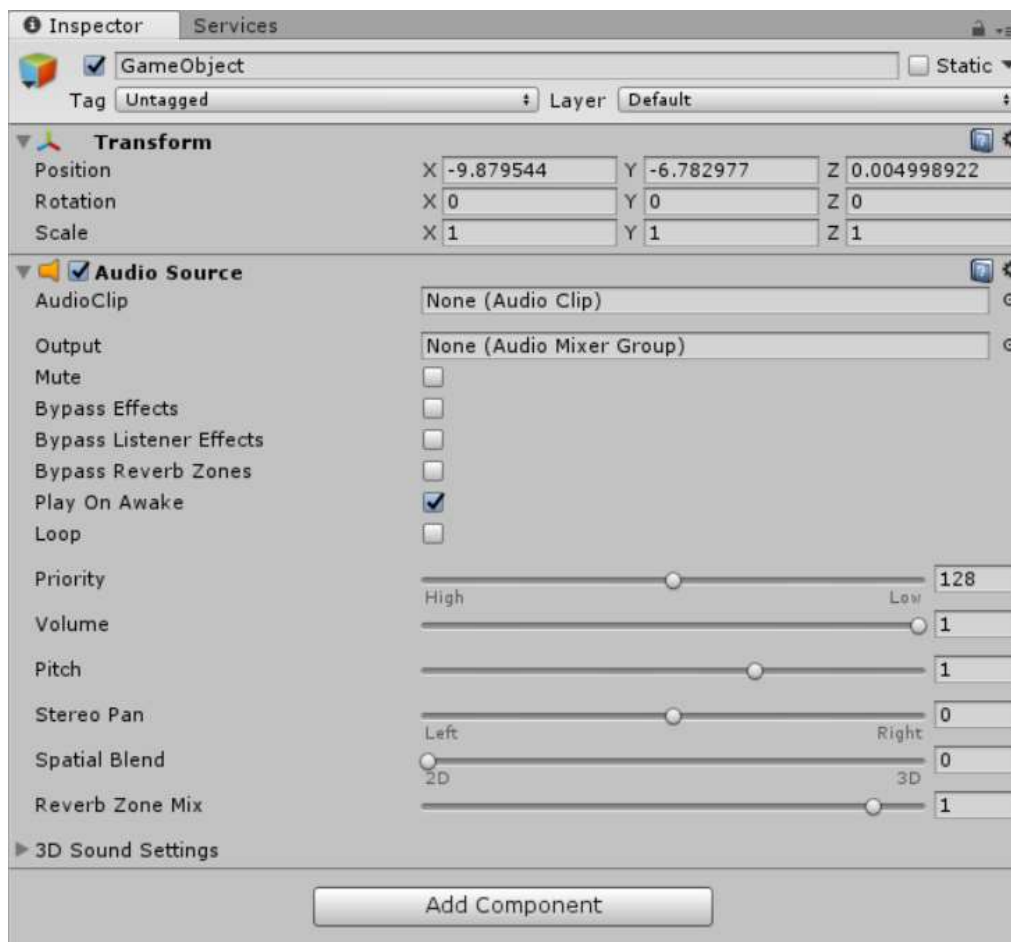 Inspector Services
GameObject Static
Tag Untagged Layer Default
Transform
Position X -9.879544 Y -6.782977 Z 0.004998922
Rotation X 0 Y 0 Z 0
Scale X 1 Y 1 Z 1
Audio Source
AudioClip None (Audio Clip)
Output None (Audio Mixer Group)
Mute
Bypass Effects
Bypass Listener Effects
Bypass Reverb Zones
Play On Awake
Loop
Priority 128
High Low
Volume 1
Pitch 1
Stereo Pan 0
Left Right
Spatial Blend 0
2D 3D
Reverb Zone Mix 1
3D Sound Settings
Add Component